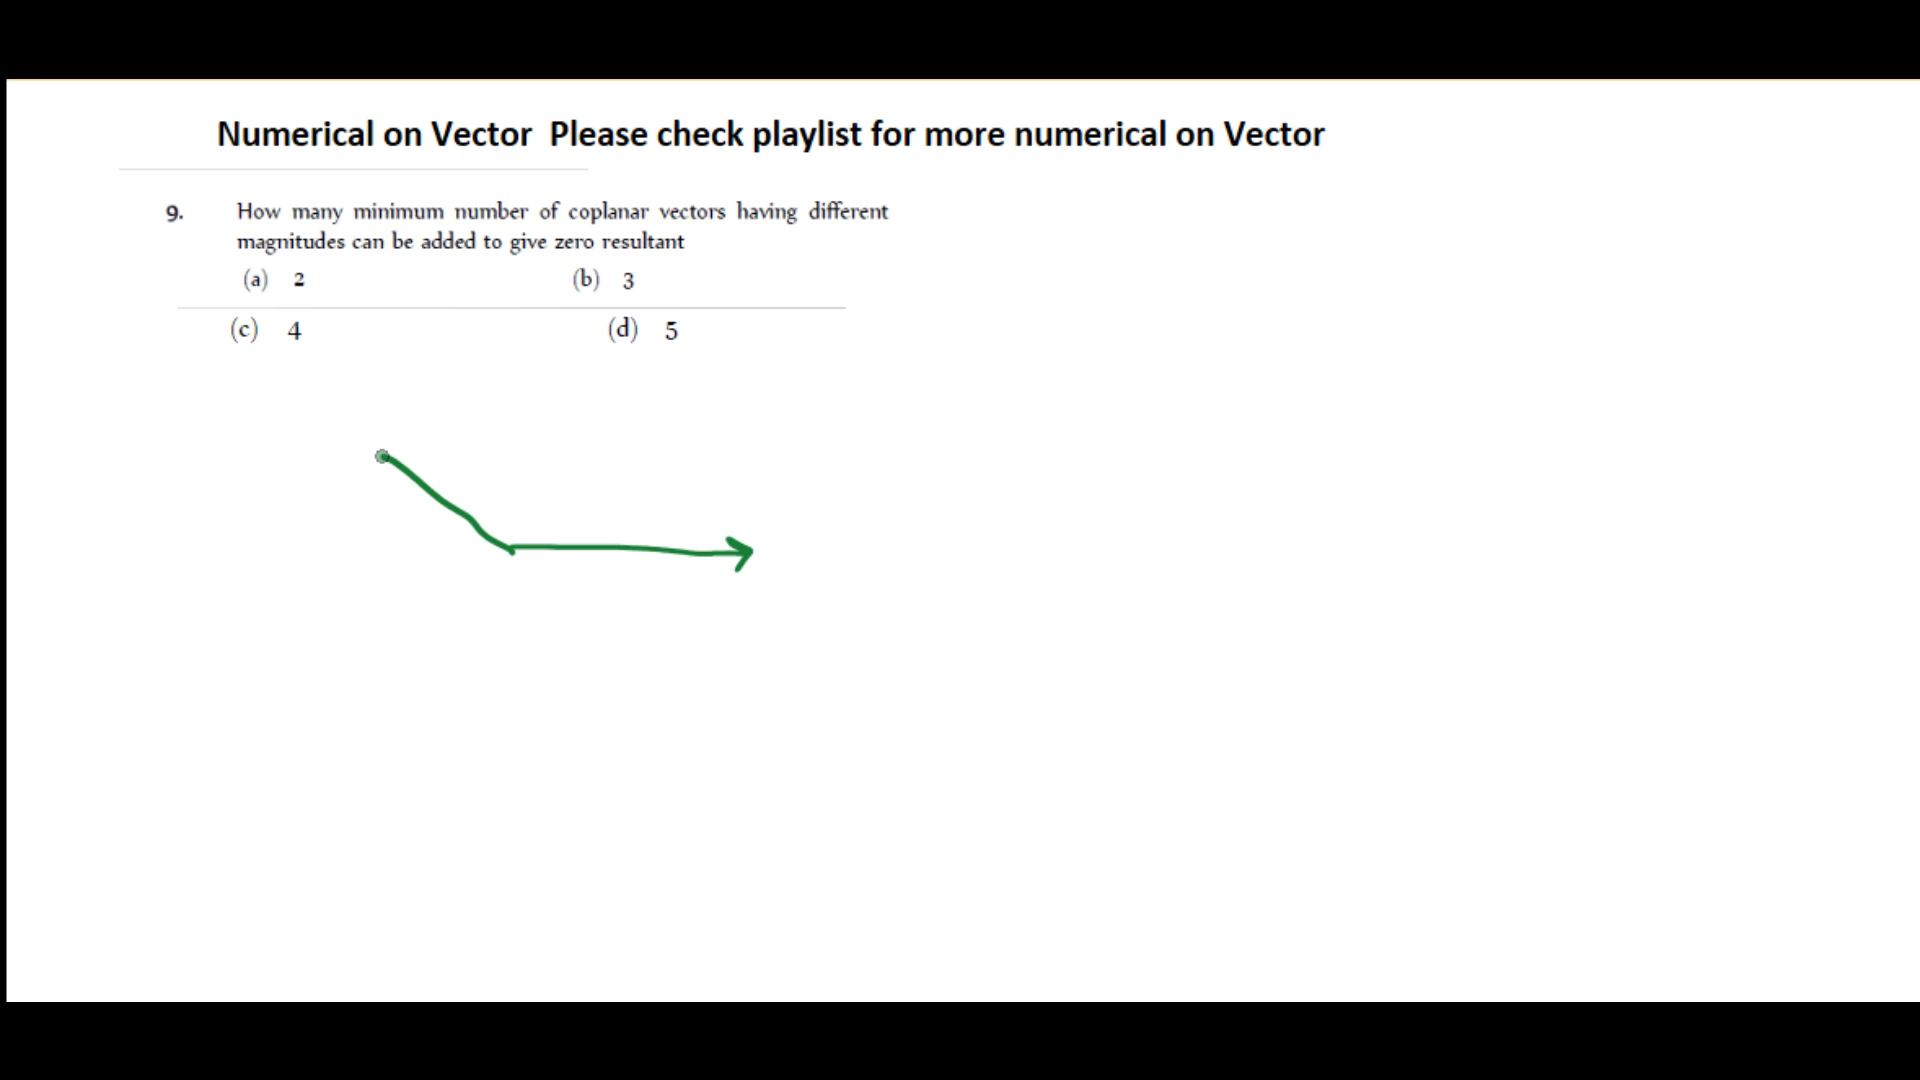 Numerical on Vector  Please check playlist for more numerical on Vector
9. How many minimum number of coplanar vectors having different
magnitudes can be added to give zero resultant
(a) 2 (b) 3
(c) 4 (d) 5